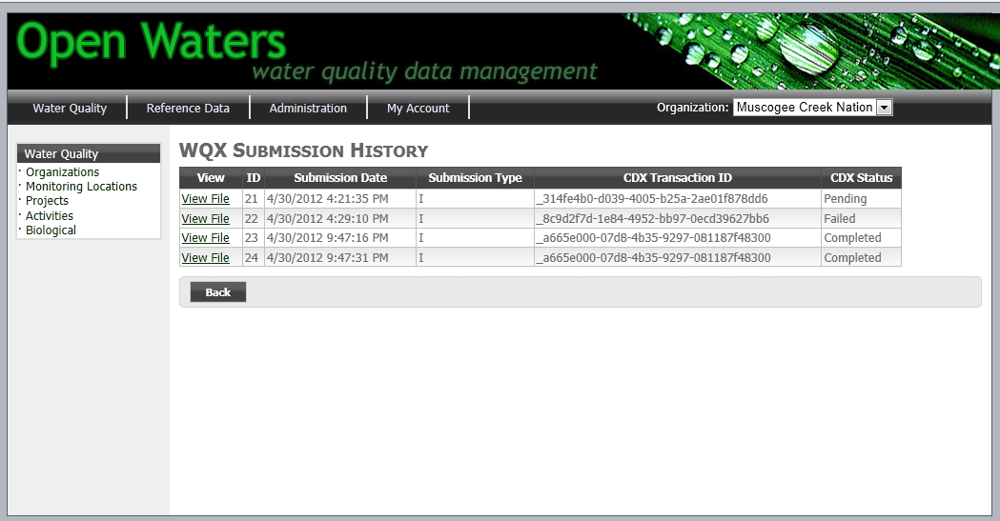 Open Waters
water quality data management
Water Quality Reference Data Administration My Account Organization: Muscogee Creek Nation
Water Quality
· Organizations
· Monitoring Locations
· Projects
· Activities
· Biological
WQX SUBMISSION HISTORY
View ID Submission Date Submission Type CDX Transaction ID CDX Status
View File 21 4/30/2012 4:21:35 PM I _314fe4b0-d039-4005-b25a-2ae01f878dd6 Pending
View File 22 4/30/2012 4:29:10 PM I _8c9d2f7d-1e84-4952-bb97-0ecd39627bb6 Failed
View File 23 4/30/2012 9:47:16 PM I _a665e000-07d8-4b35-9297-081187f48300 Completed
View File 24 4/30/2012 9:47:31 PM I _a665e000-07d8-4b35-9297-081187f48300 Completed
Back